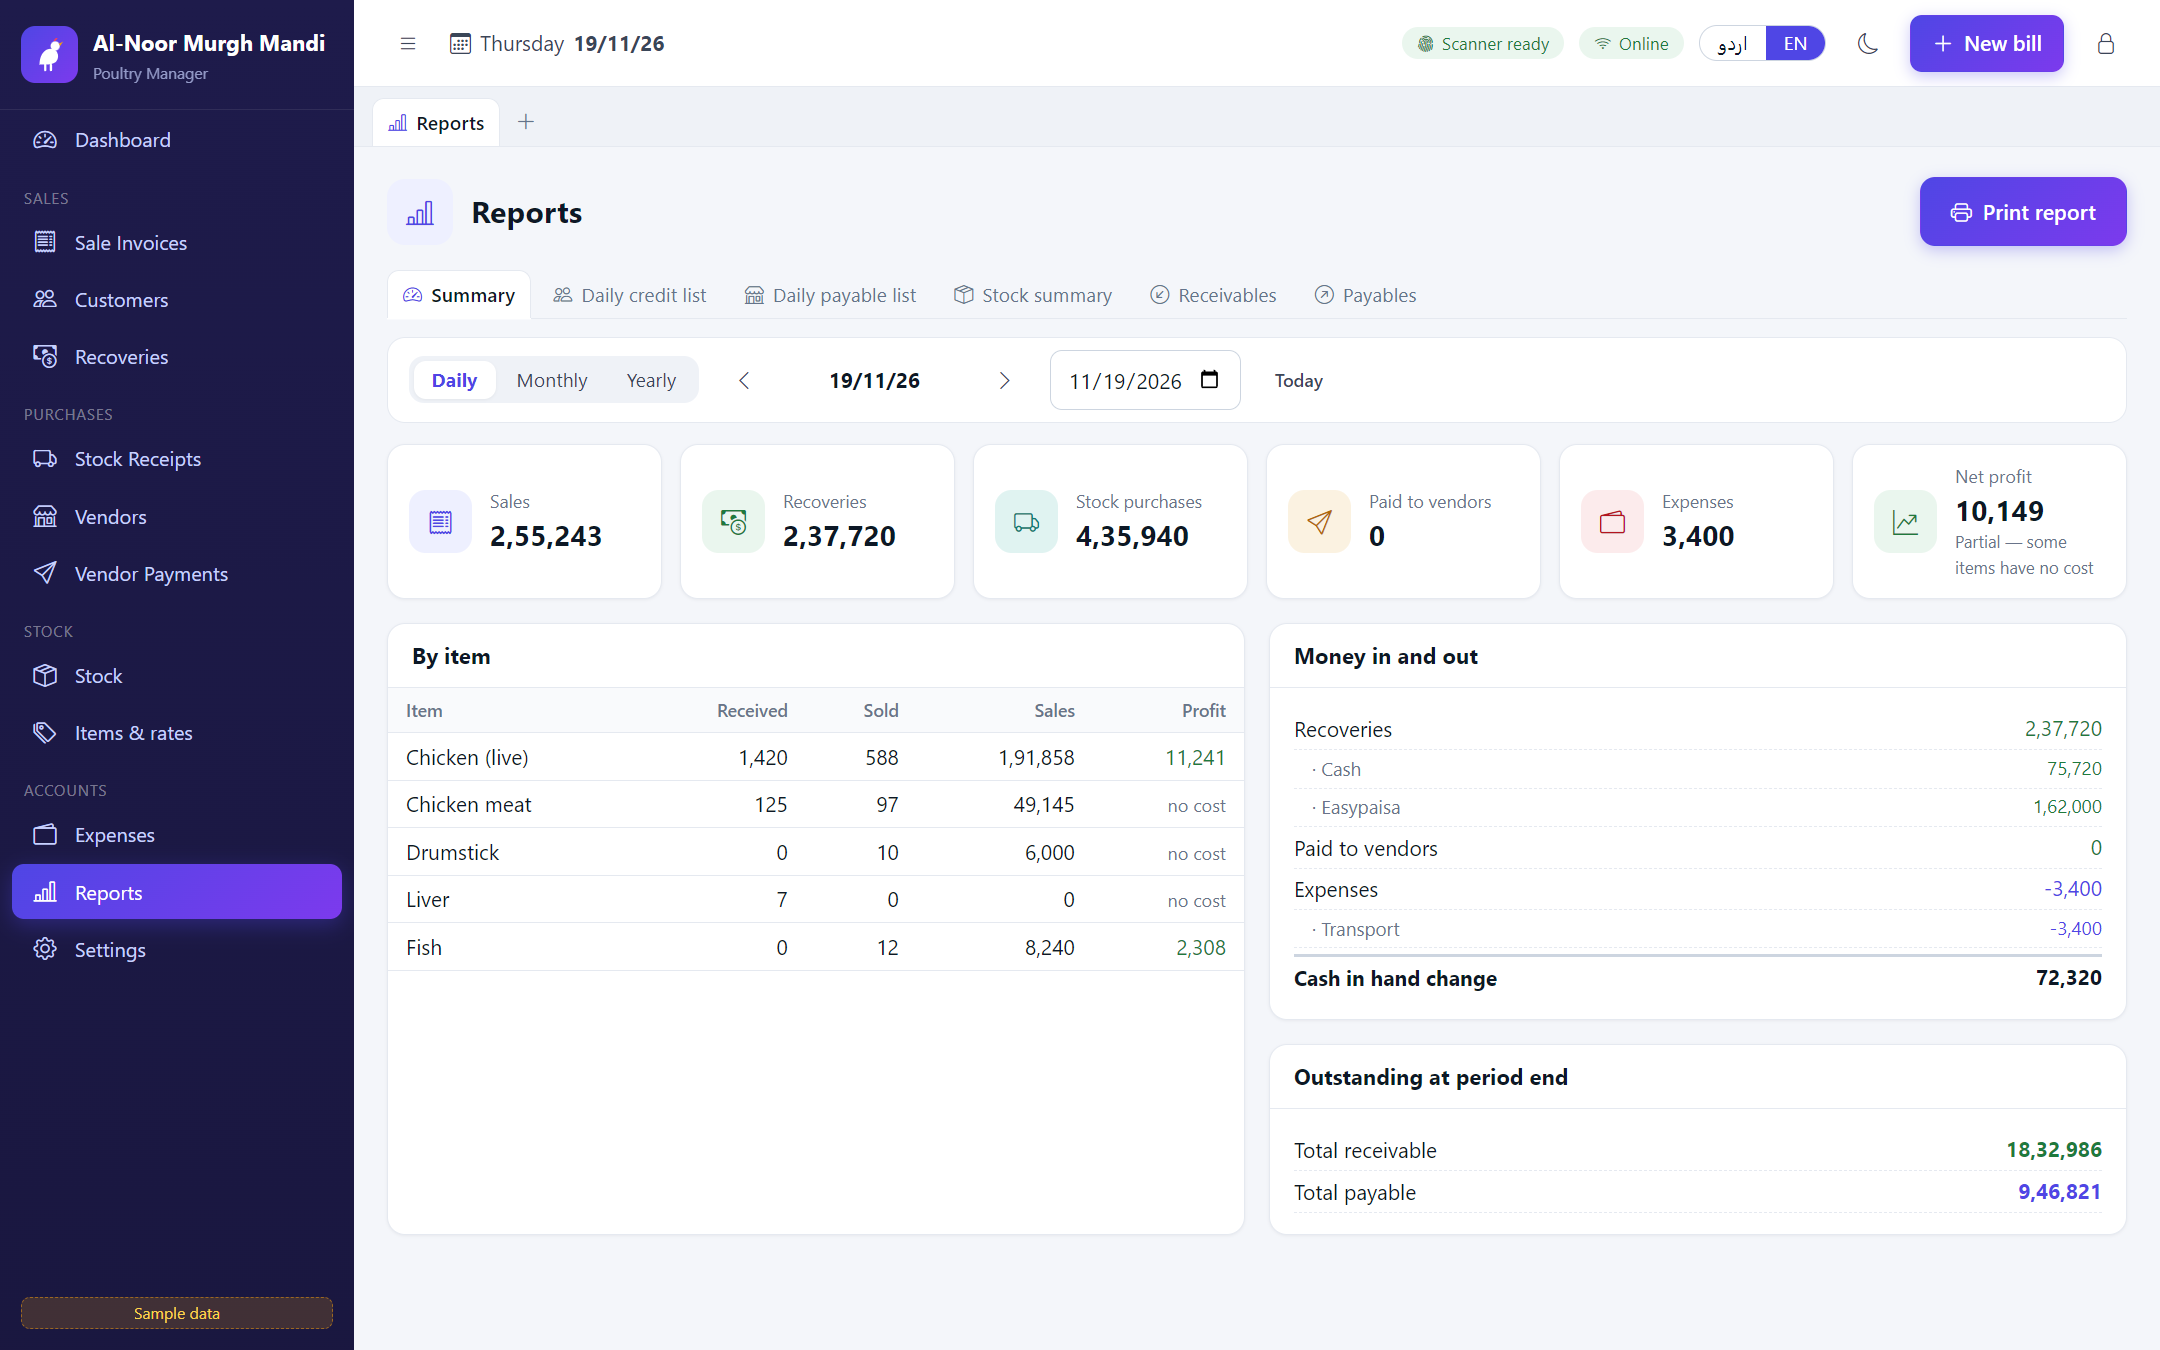 Al-Noor Murgh Mandi
Poultry Manager
Dashboard
SALES
Sale Invoices
Customers
Recoveries
PURCHASES
Stock Receipts
Vendors
Vendor Payments
STOCK
Stock
Items & rates
ACCOUNTS
Expenses
Reports
Settings
Sample data
Thursday 19/11/26
Scanner ready
Online
اردو
EN
+ New bill
Reports
Reports
Print report
Summary
Daily credit list
Daily payable list
Stock summary
Receivables
Payables
Daily
Monthly
Yearly
19/11/26
11/19/2026
Today
Sales
2,55,243
Recoveries
2,37,720
Stock purchases
4,35,940
Paid to vendors
0
Expenses
3,400
Net profit
10,149
Partial — some
items have no cost
By item
Item Received Sold Sales Profit
Chicken (live) 1,420 588 1,91,858 11,241
Chicken meat 125 97 49,145 no cost
Drumstick 0 10 6,000 no cost
Liver 7 0 0 no cost
Fish 0 12 8,240 2,308
Money in and out
Recoveries 2,37,720
· Cash 75,720
· Easypaisa 1,62,000
Paid to vendors 0
Expenses -3,400
· Transport -3,400
Cash in hand change 72,320
Outstanding at period end
Total receivable 18,32,986
Total payable 9,46,821